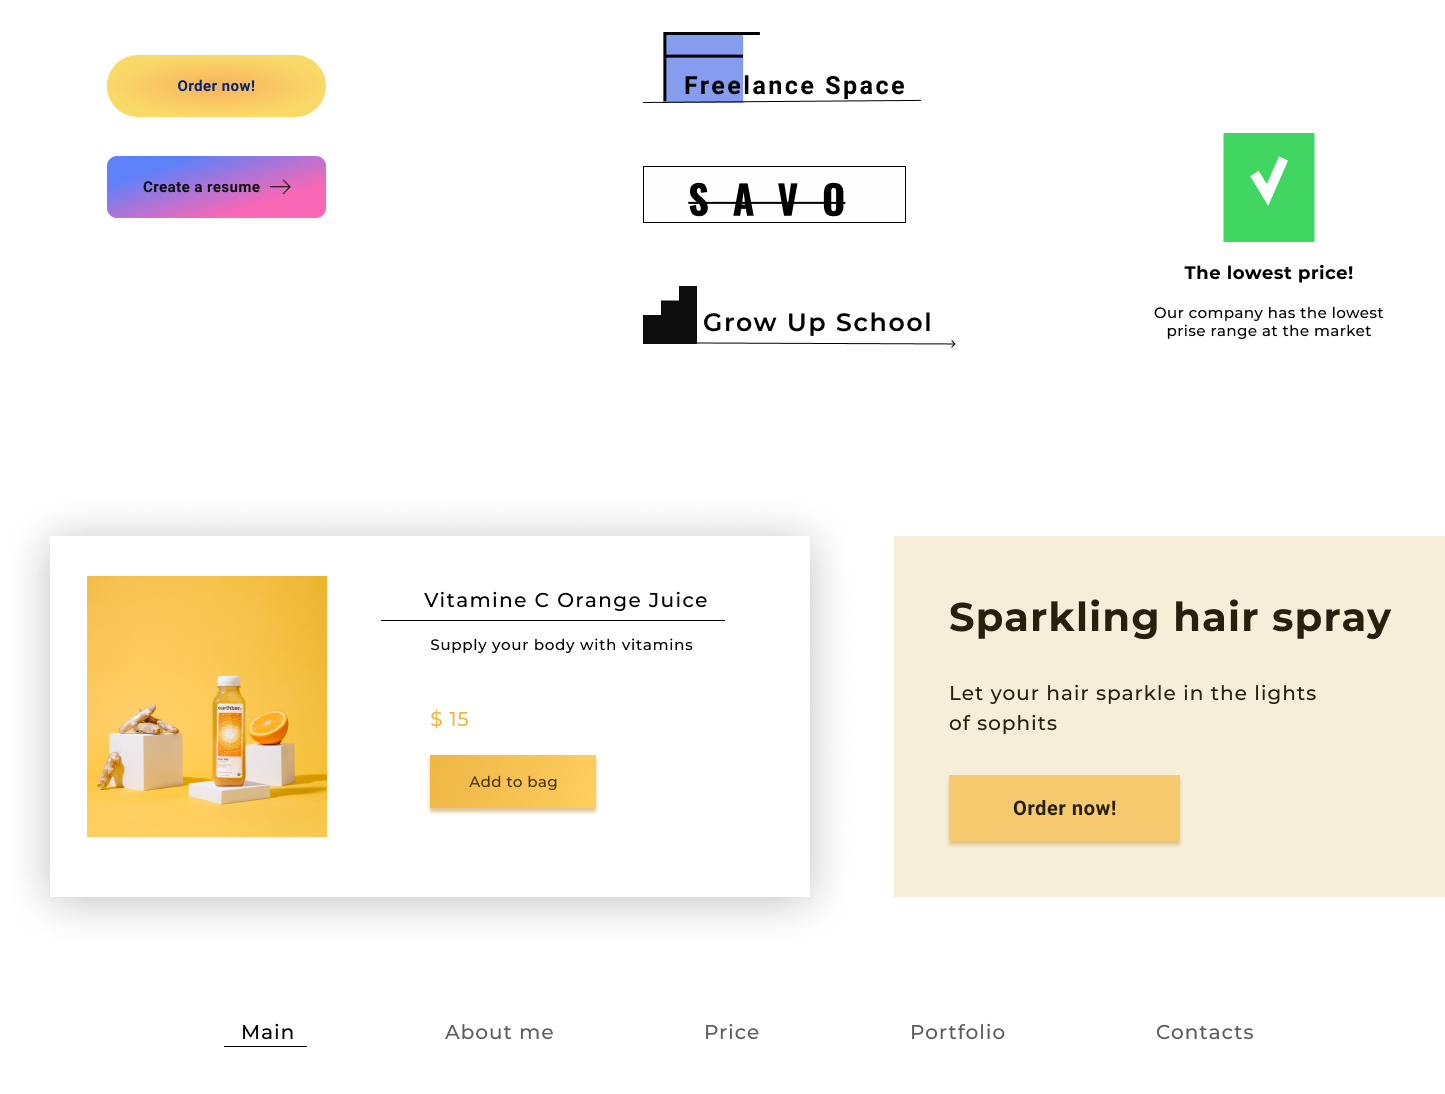 Order now!
Create a resume
Freelance Space
SAVO
Grow Up School
The lowest price!
Our company has the lowest
prise range at the market
Vitamine C Orange Juice
Supply your body with vitamins
$ 15
Add to bag
Sparkling hair spray
Let your hair sparkle in the lights
of sophits
Order now!
Main
About me
Price
Portfolio
Contacts